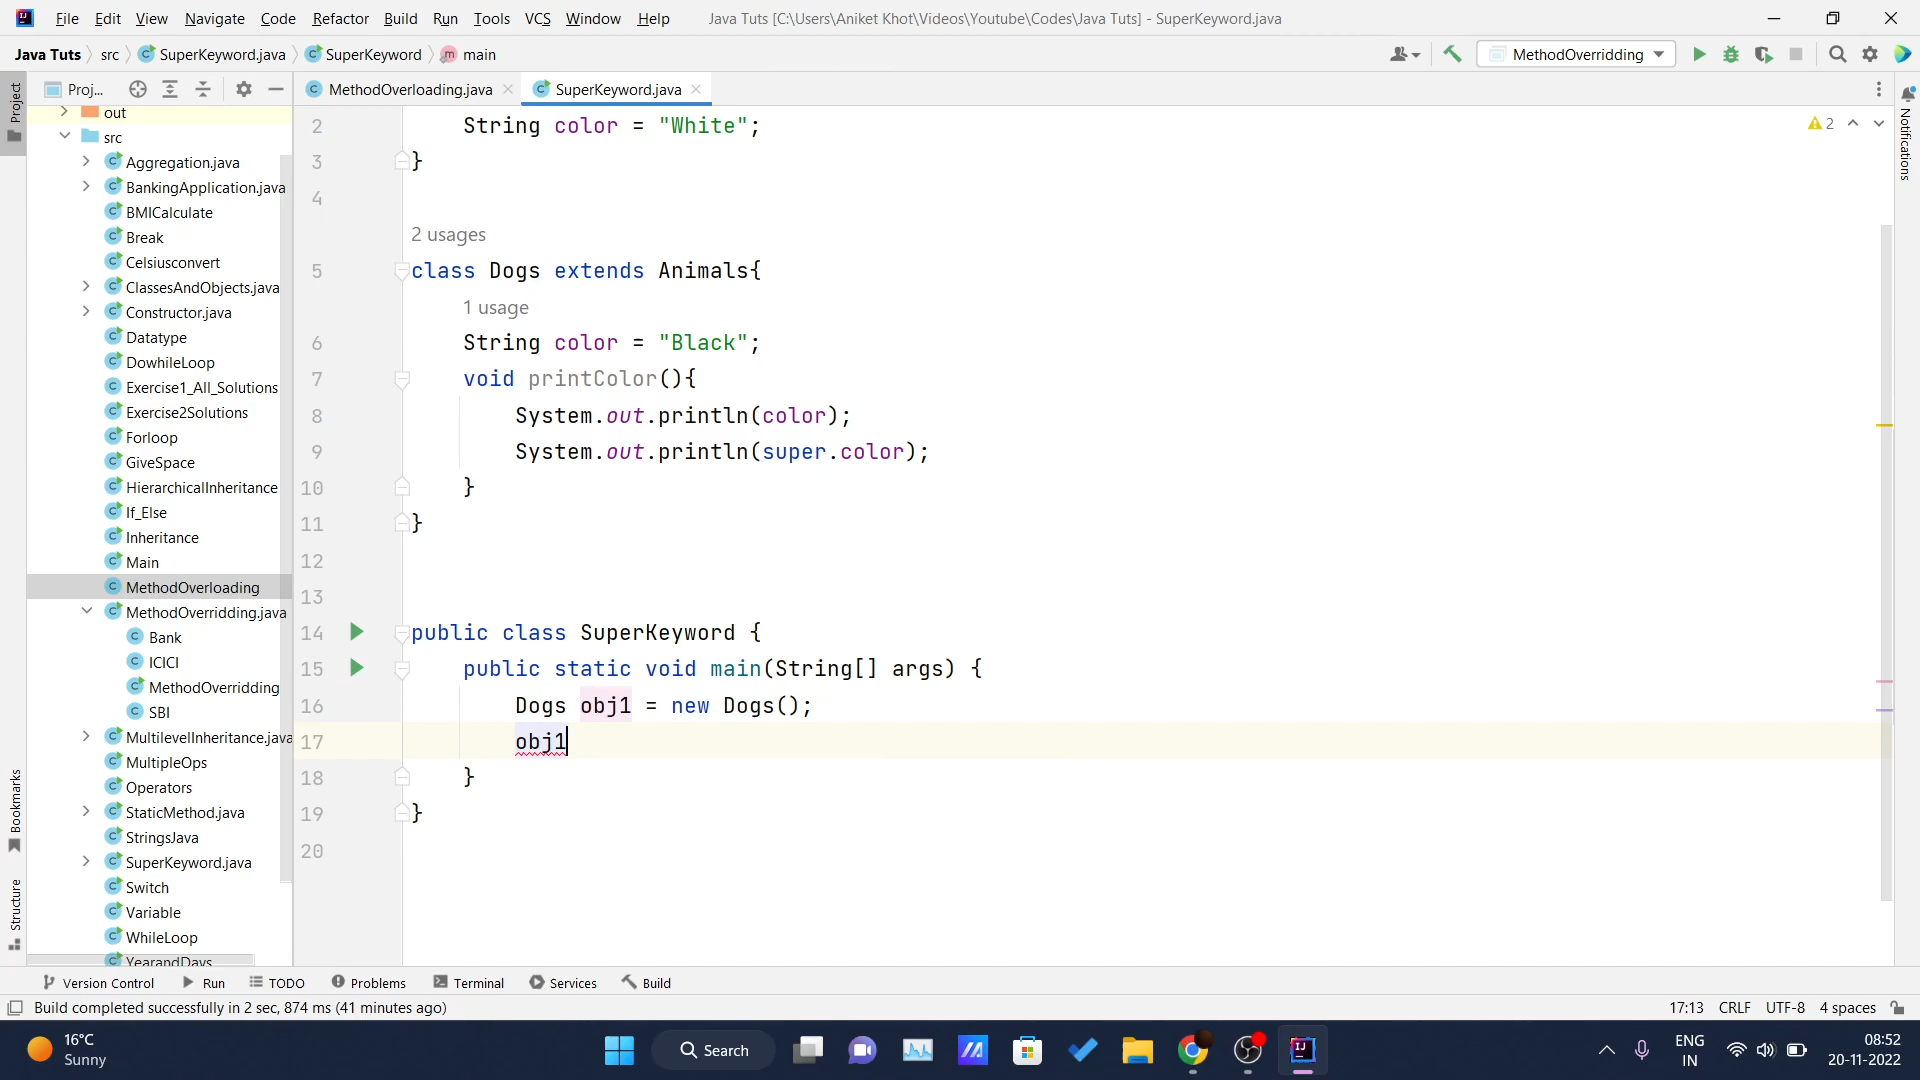 File Edit View Navigate Code Refactor Build Run Tools VCS Window Help Java Tuts [C:\Users\Aniket Khot\Videos\Youtube\Codes\Java Tuts] - SuperKeyword.java
Java Tuts src SuperKeyword.java SuperKeyword main MethodOverridding
Project
Proj...
MethodOverloading.java SuperKeyword.java
Notifications
out
src
Aggregation.java
BankingApplication.java
BMICalculate
Break
Celsiusconvert
ClassesAndObjects.java
Constructor.java
Datatype
DowhileLoop
Exercise1_All_Solutions
Exercise2Solutions
Forloop
GiveSpace
HierarchicalInheritance
If_Else
Inheritance
Main
MethodOverloading
MethodOverridding.java
Bank
ICICI
MethodOverridding
SBI
MultilevelInheritance.java
MultipleOps
Operators
StaticMethod.java
StringsJava
SuperKeyword.java
Switch
Variable
WhileLoop
YearandDays
Bookmarks
Structure
2 String color = "White";
2
3 }
4
2 usages
5 class Dogs extends Animals{
1 usage
6 String color = "Black";
7 void printColor(){
8 System.out.println(color);
9 System.out.println(super.color);
10 }
11 }
12
13
14 public class SuperKeyword {
15 public static void main(String[] args) {
16 Dogs obj1 = new Dogs();
17 obj1
18 }
19 }
20
Version Control Run TODO Problems Terminal Services Build
Build completed successfully in 2 sec, 874 ms (41 minutes ago) 17:13 CRLF UTF-8 4 spaces
16°C
Sunny
Search
ENG
IN
08:52
20-11-2022